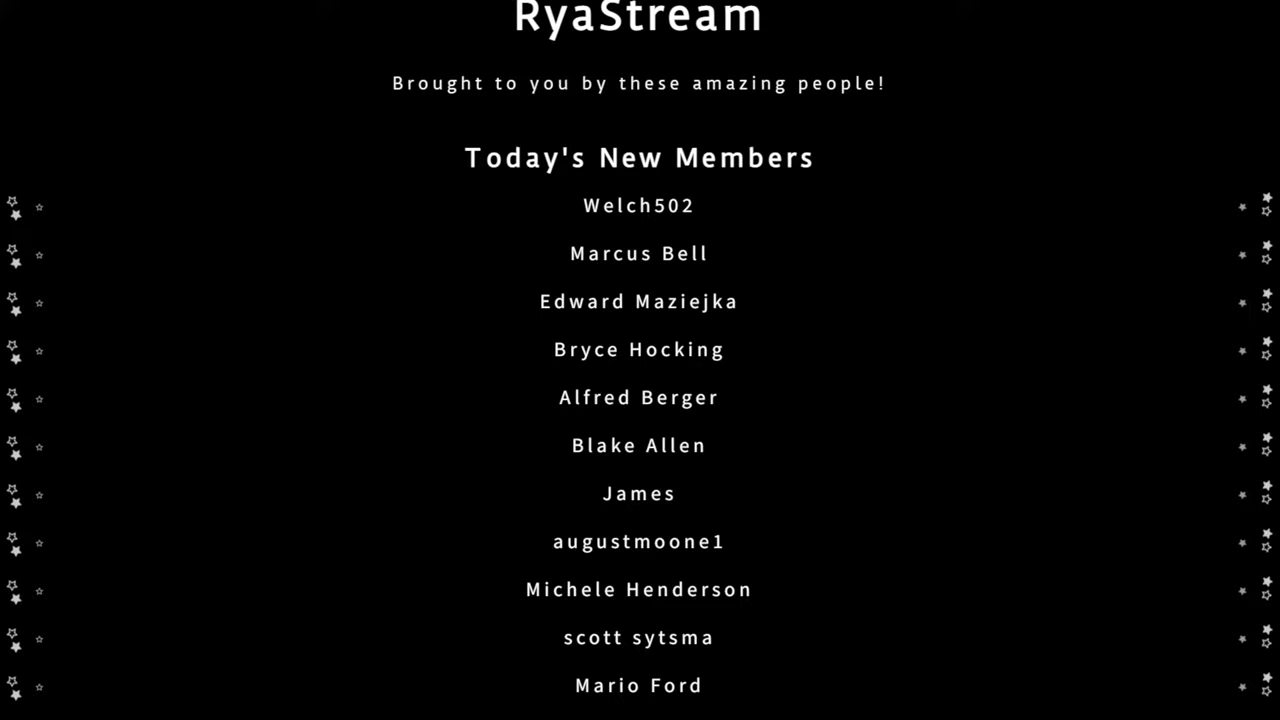 RyaStream
Brought to you by these amazing people!
Today's New Members
Welch502
Marcus Bell
Edward Maziejka
Bryce Hocking
Alfred Berger
Blake Allen
James
augustmoone1
Michele Henderson
scott sytsma
Mario Ford